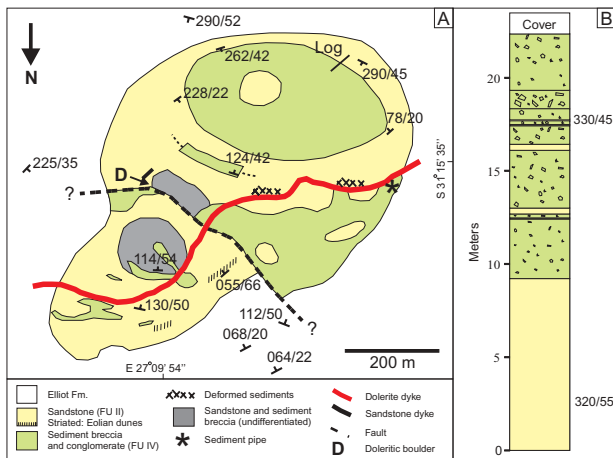 A
B
290/52
Cover
N
Log
262/42
290/45
20
228/22
330/45
78/20
225/35
124/42
S 31°15'35''
D
15
?
Meters
10
114/54
055/66
130/50
112/50
?
068/20
5
064/22
200 m
320/55
E 27°09' 54''
0
Elliot Fm.
Deformed sediments
Dolerite dyke
Sandstone (FU II)
Striated: Eolian dunes
Sandstone and sediment
breccia (undifferentiated)
Sandstone dyke
Fault
Sediment breccia
and conglomerate (FU IV)
Sediment pipe
D Doleritic boulder